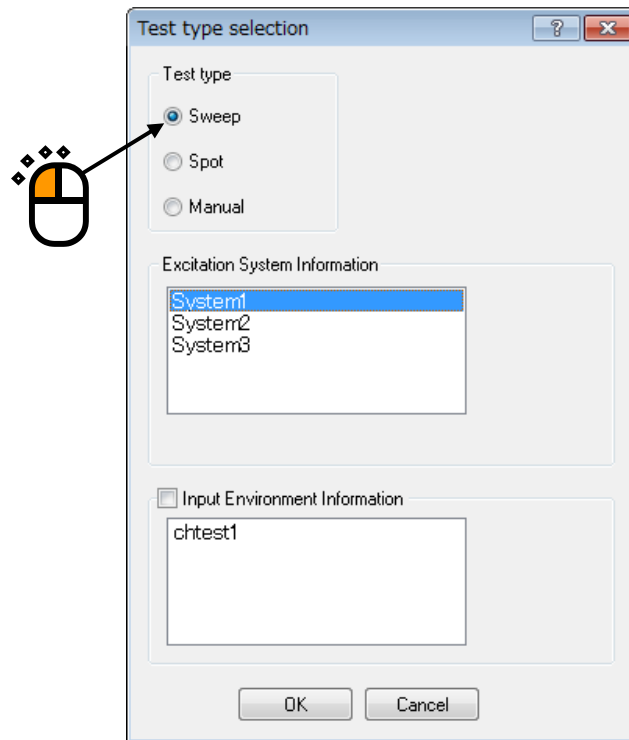 Test type selection
Test type
Sweep
Spot
Manual
Excitation System Information
System1
System2
System3
Input Environment Information
chtest1
OK
Cancel